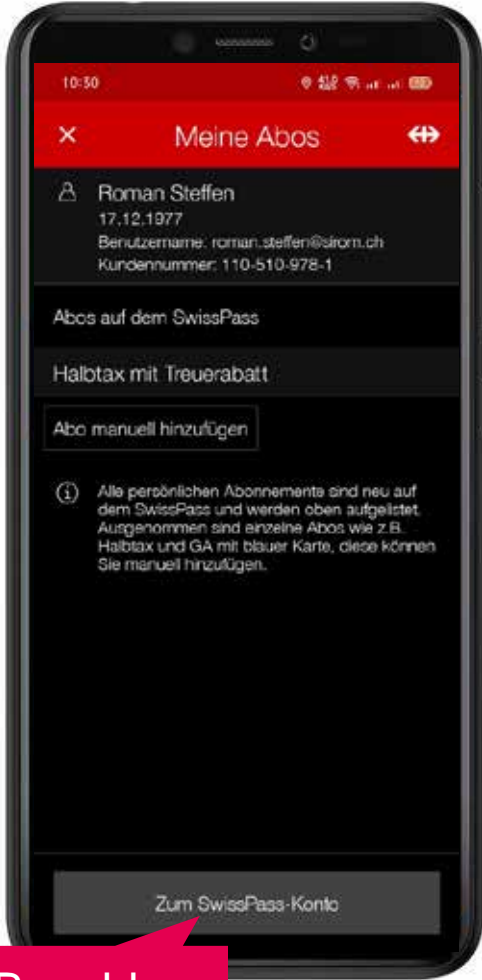 10:30
Meine Abos
Roman Steffen
17.12.1977
Benutzername: roman.steffen@sirom.ch
Kundennummer: 110-510-978-1
Abos auf dem SwissPass
Halbtax mit Treuerabatt
Abo manuell hinzufügen
Alle persönlichen Abonnemente sind neu auf
dem SwissPass und werden oben aufgelistet.
Ausgenommen sind einzelne Abos wie z.B.
Halbtax und GA mit blauer Karte, diese können
Sie manuell hinzufügen.
Zum SwissPass-Konto